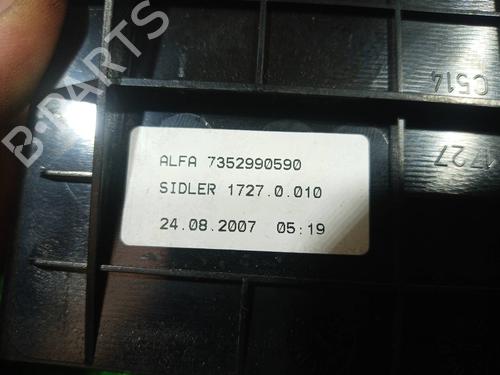 B-PARTS
C514
1727
ALFA 7352990590
SIDLER 1727.0.010
24.08.2007 05:19